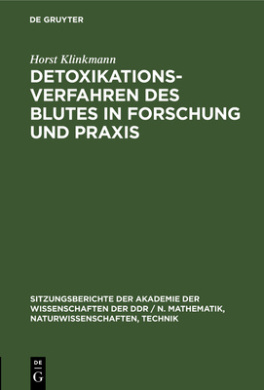 DE GRUYTER
Horst Klinkmann
DETOXIKATIONS-
VERFAHREN DES
BLUTES IN FORSCHUNG
UND PRAXIS
SITZUNGSBERICHTE DER AKADEMIE DER
WISSENSCHAFTEN DER DDR / N. MATHEMATIK,
NATURWISSENSCHAFTEN, TECHNIK
DE
G